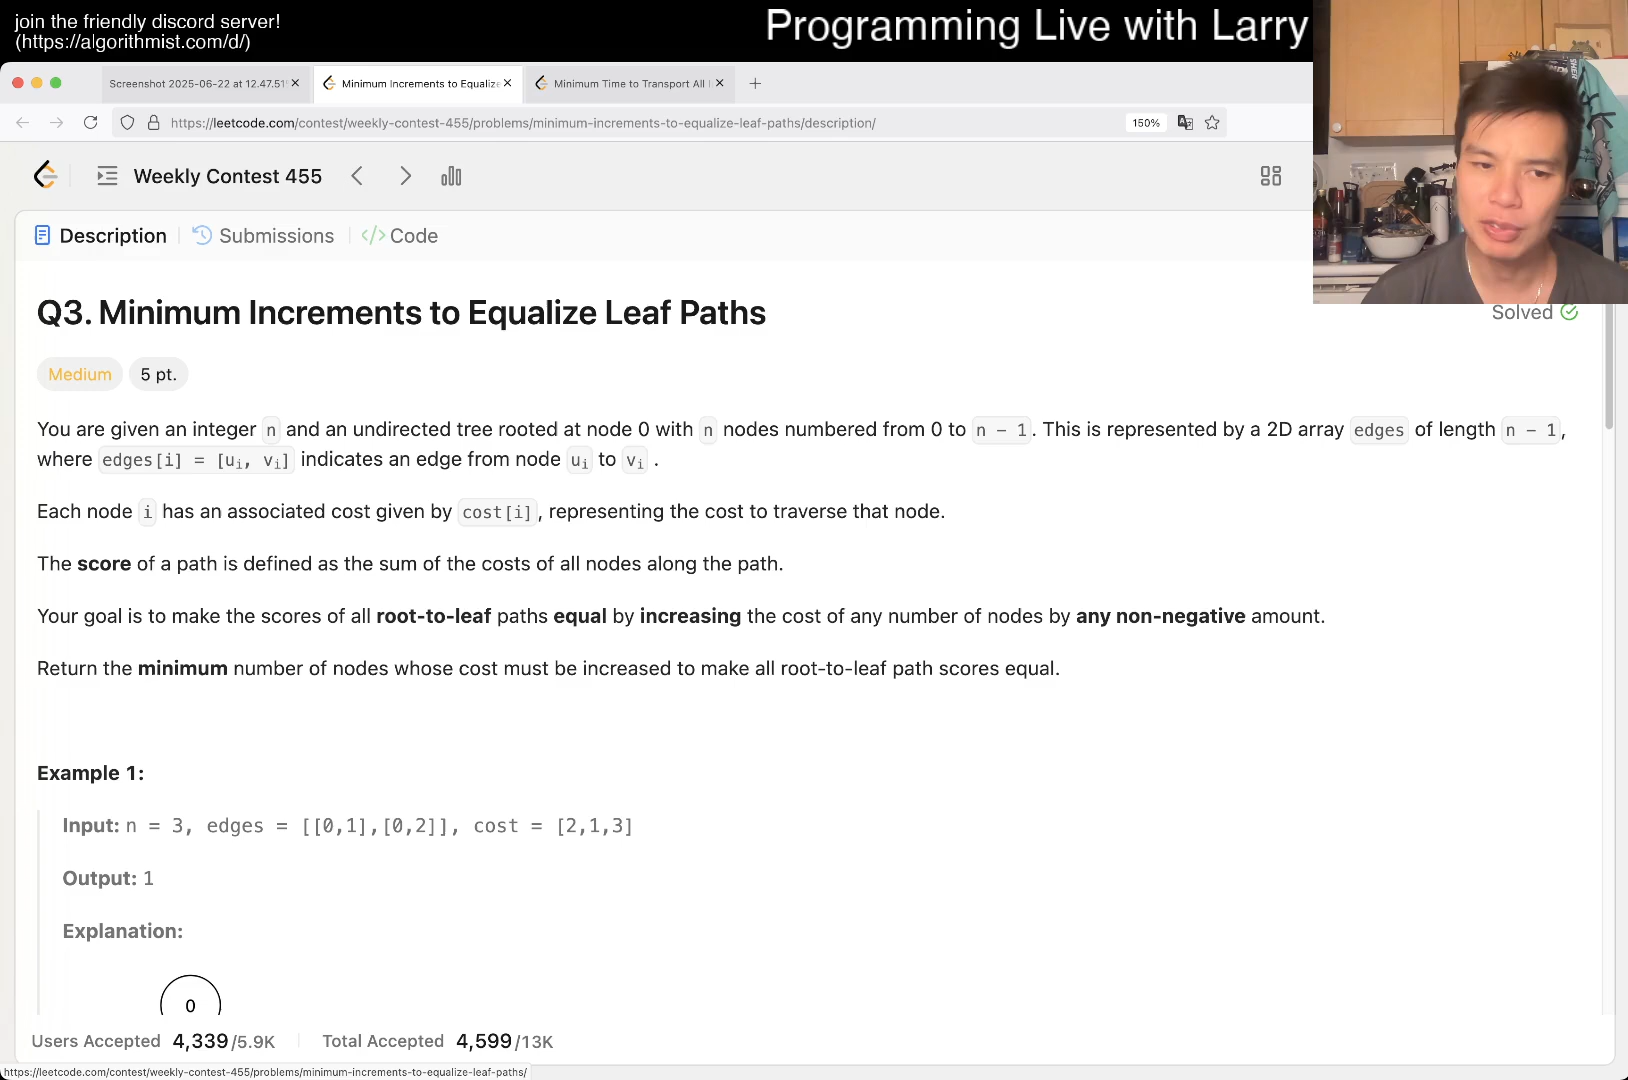 join the friendly discord server!
(https://algorithmist.com/d/)
Programming Live with Larry
Screenshot 2025-06-22 at 12.47.51
Minimum Increments to Equalize
Minimum Time to Transport All
https://leetcode.com/contest/weekly-contest-455/problems/minimum-increments-to-equalize-leaf-paths/description/
150%
Weekly Contest 455
Description
Submissions
</> Code
Q3. Minimum Increments to Equalize Leaf Paths
Solved
Medium
5 pt.
You are given an integer n and an undirected tree rooted at node 0 with n nodes numbered from 0 to n - 1. This is represented by a 2D array edges of length n - 1,
where edges[i] = [uᵢ, vᵢ] indicates an edge from node uᵢ to vᵢ .
Each node i has an associated cost given by cost[i], representing the cost to traverse that node.
The score of a path is defined as the sum of the costs of all nodes along the path.
Your goal is to make the scores of all root-to-leaf paths equal by increasing the cost of any number of nodes by any non-negative amount.
Return the minimum number of nodes whose cost must be increased to make all root-to-leaf path scores equal.
Example 1:
Input: n = 3, edges = [[0,1],[0,2]], cost = [2,1,3]
Output: 1
Explanation:
0
Users Accepted 4,339/5.9K
Total Accepted 4,599/13K
https://leetcode.com/contest/weekly-contest-455/problems/minimum-increments-to-equalize-leaf-paths/